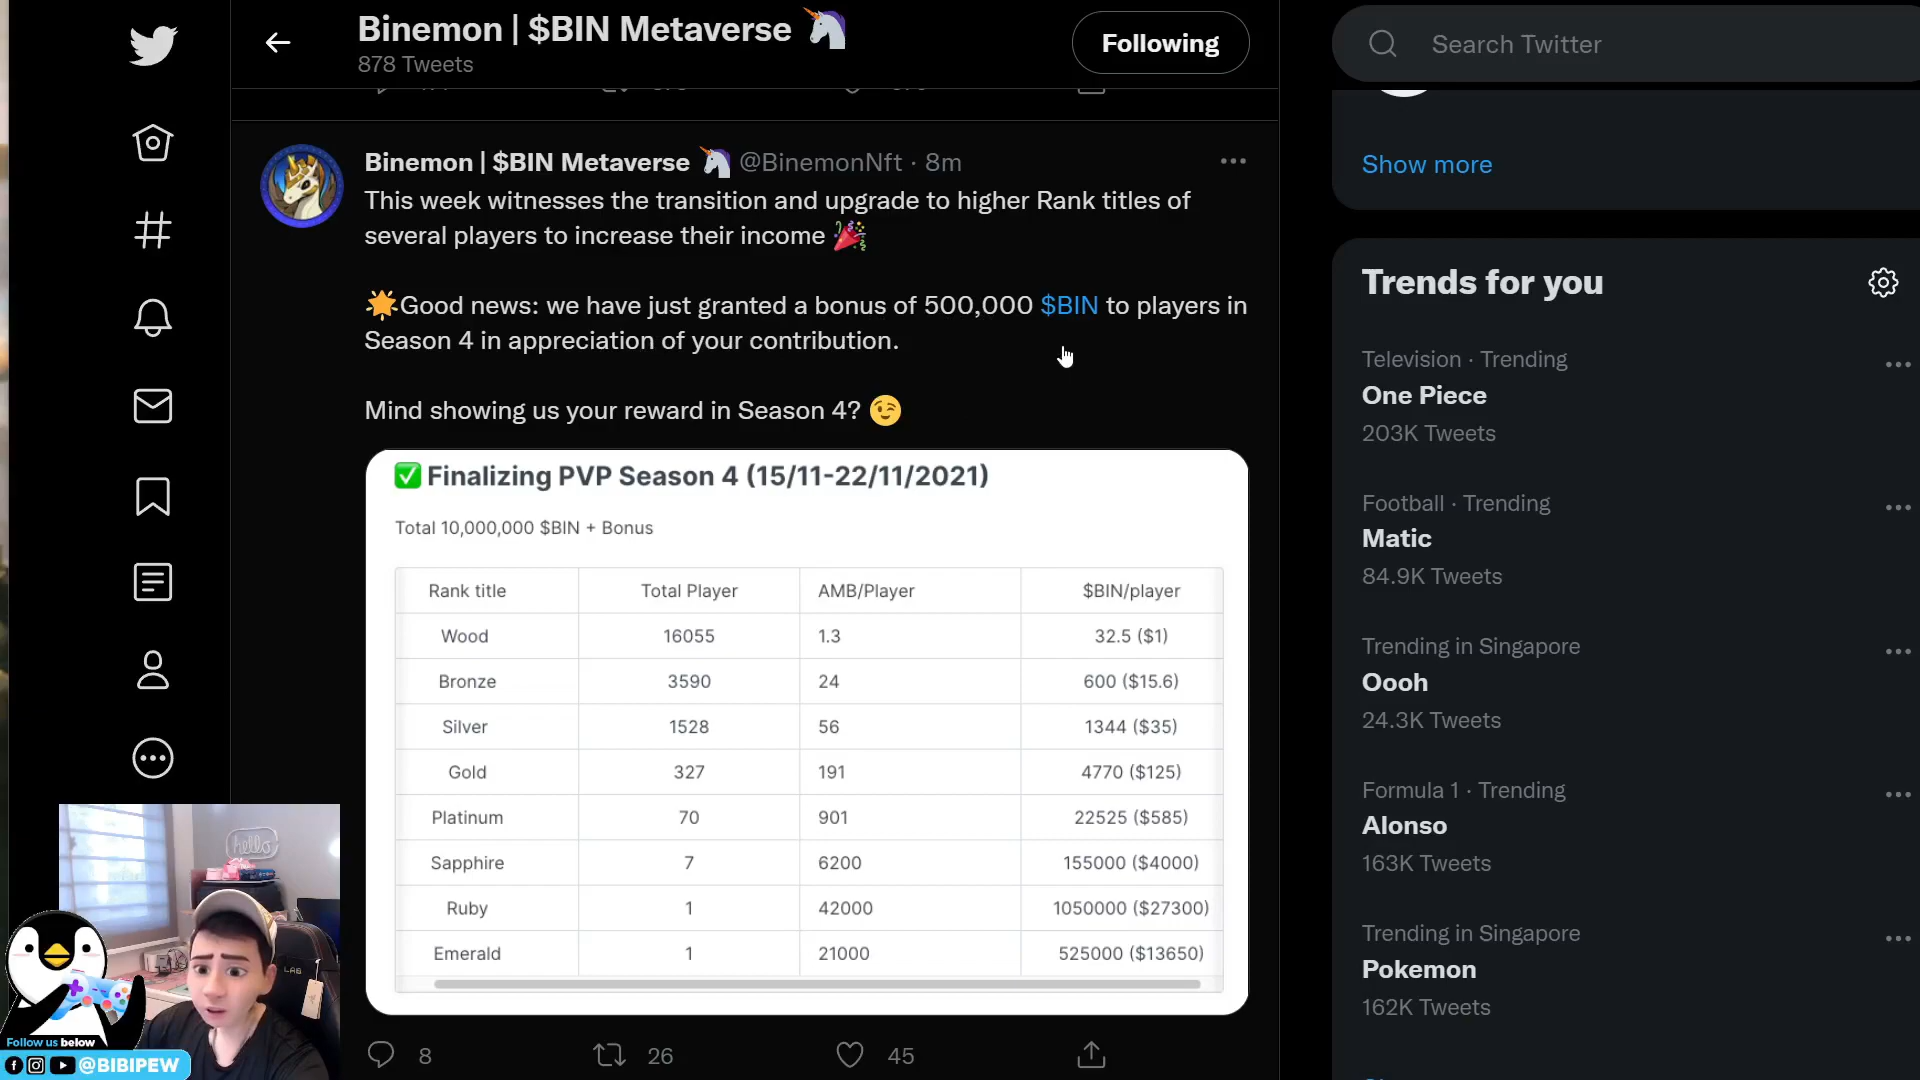 Binemon | $BIN Metaverse 🦄
878 Tweets
Following
Search Twitter
Show more
Binemon | $BIN Metaverse 🦄 @BinemonNft · 8m
This week witnesses the transition and upgrade to higher Rank titles of
several players to increase their income 🎉
🌟Good news: we have just granted a bonus of 500,000 $BIN to players in
Season 4 in appreciation of your contribution.
Mind showing us your reward in Season 4? 😉
✅ Finalizing PVP Season 4 (15/11-22/11/2021)
Total 10,000,000 $BIN + Bonus
Rank title Total Player AMB/Player $BIN/player
Wood 16055 1.3 32.5 ($1)
Bronze 3590 24 600 ($15.6)
Silver 1528 56 1344 ($35)
Gold 327 191 4770 ($125)
Platinum 70 901 22525 ($585)
Sapphire 7 6200 155000 ($4000)
Ruby 1 42000 1050000 ($27300)
Emerald 1 21000 525000 ($13650)
8 26 45
Trends for you
Television · Trending
One Piece
203K Tweets
Football · Trending
Matic
84.9K Tweets
Trending in Singapore
Oooh
24.3K Tweets
Formula 1 · Trending
Alonso
163K Tweets
Trending in Singapore
Pokemon
162K Tweets
hello
LAB
Follow us below
@BIBIPEW